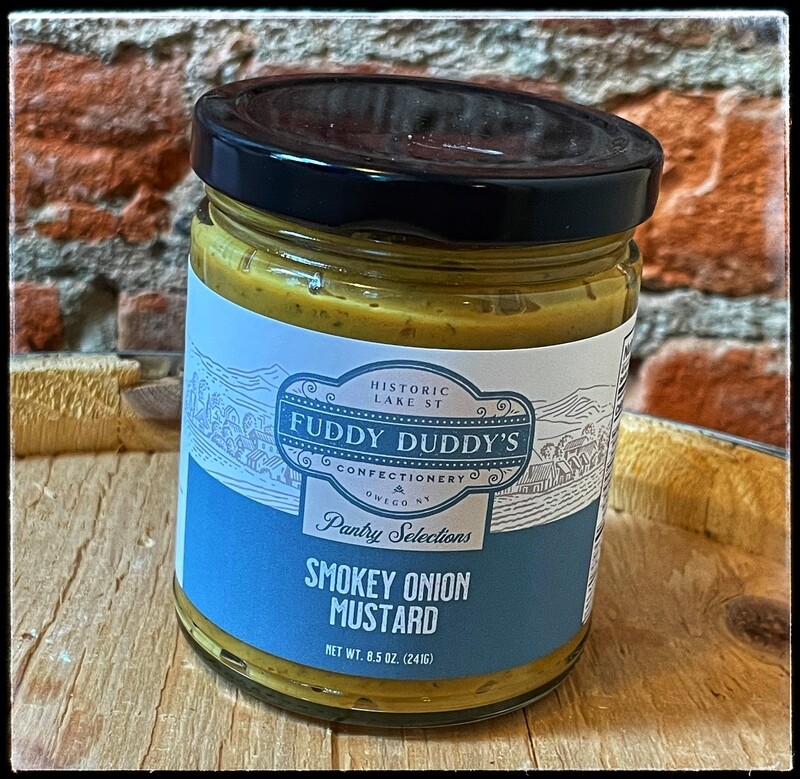 HISTORIC
LAKE ST
FUDDY DUDDY'S
CONFECTIONERY
OWEGO NY
Pantry Selections
SMOKEY ONION
MUSTARD
NET WT. 8.5 OZ. (241G)